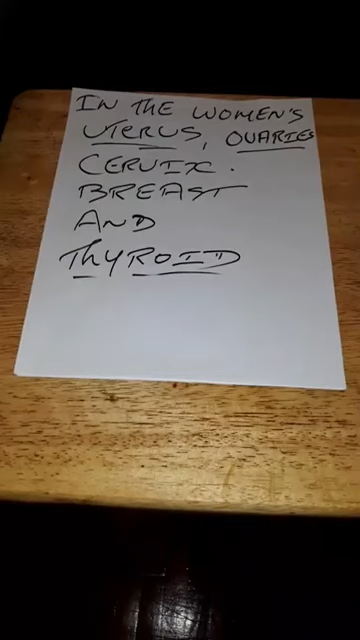 IN THE WOMEN'S
UTERUS, OVARIES
CERVIX.
BREAST
AND
THYROID